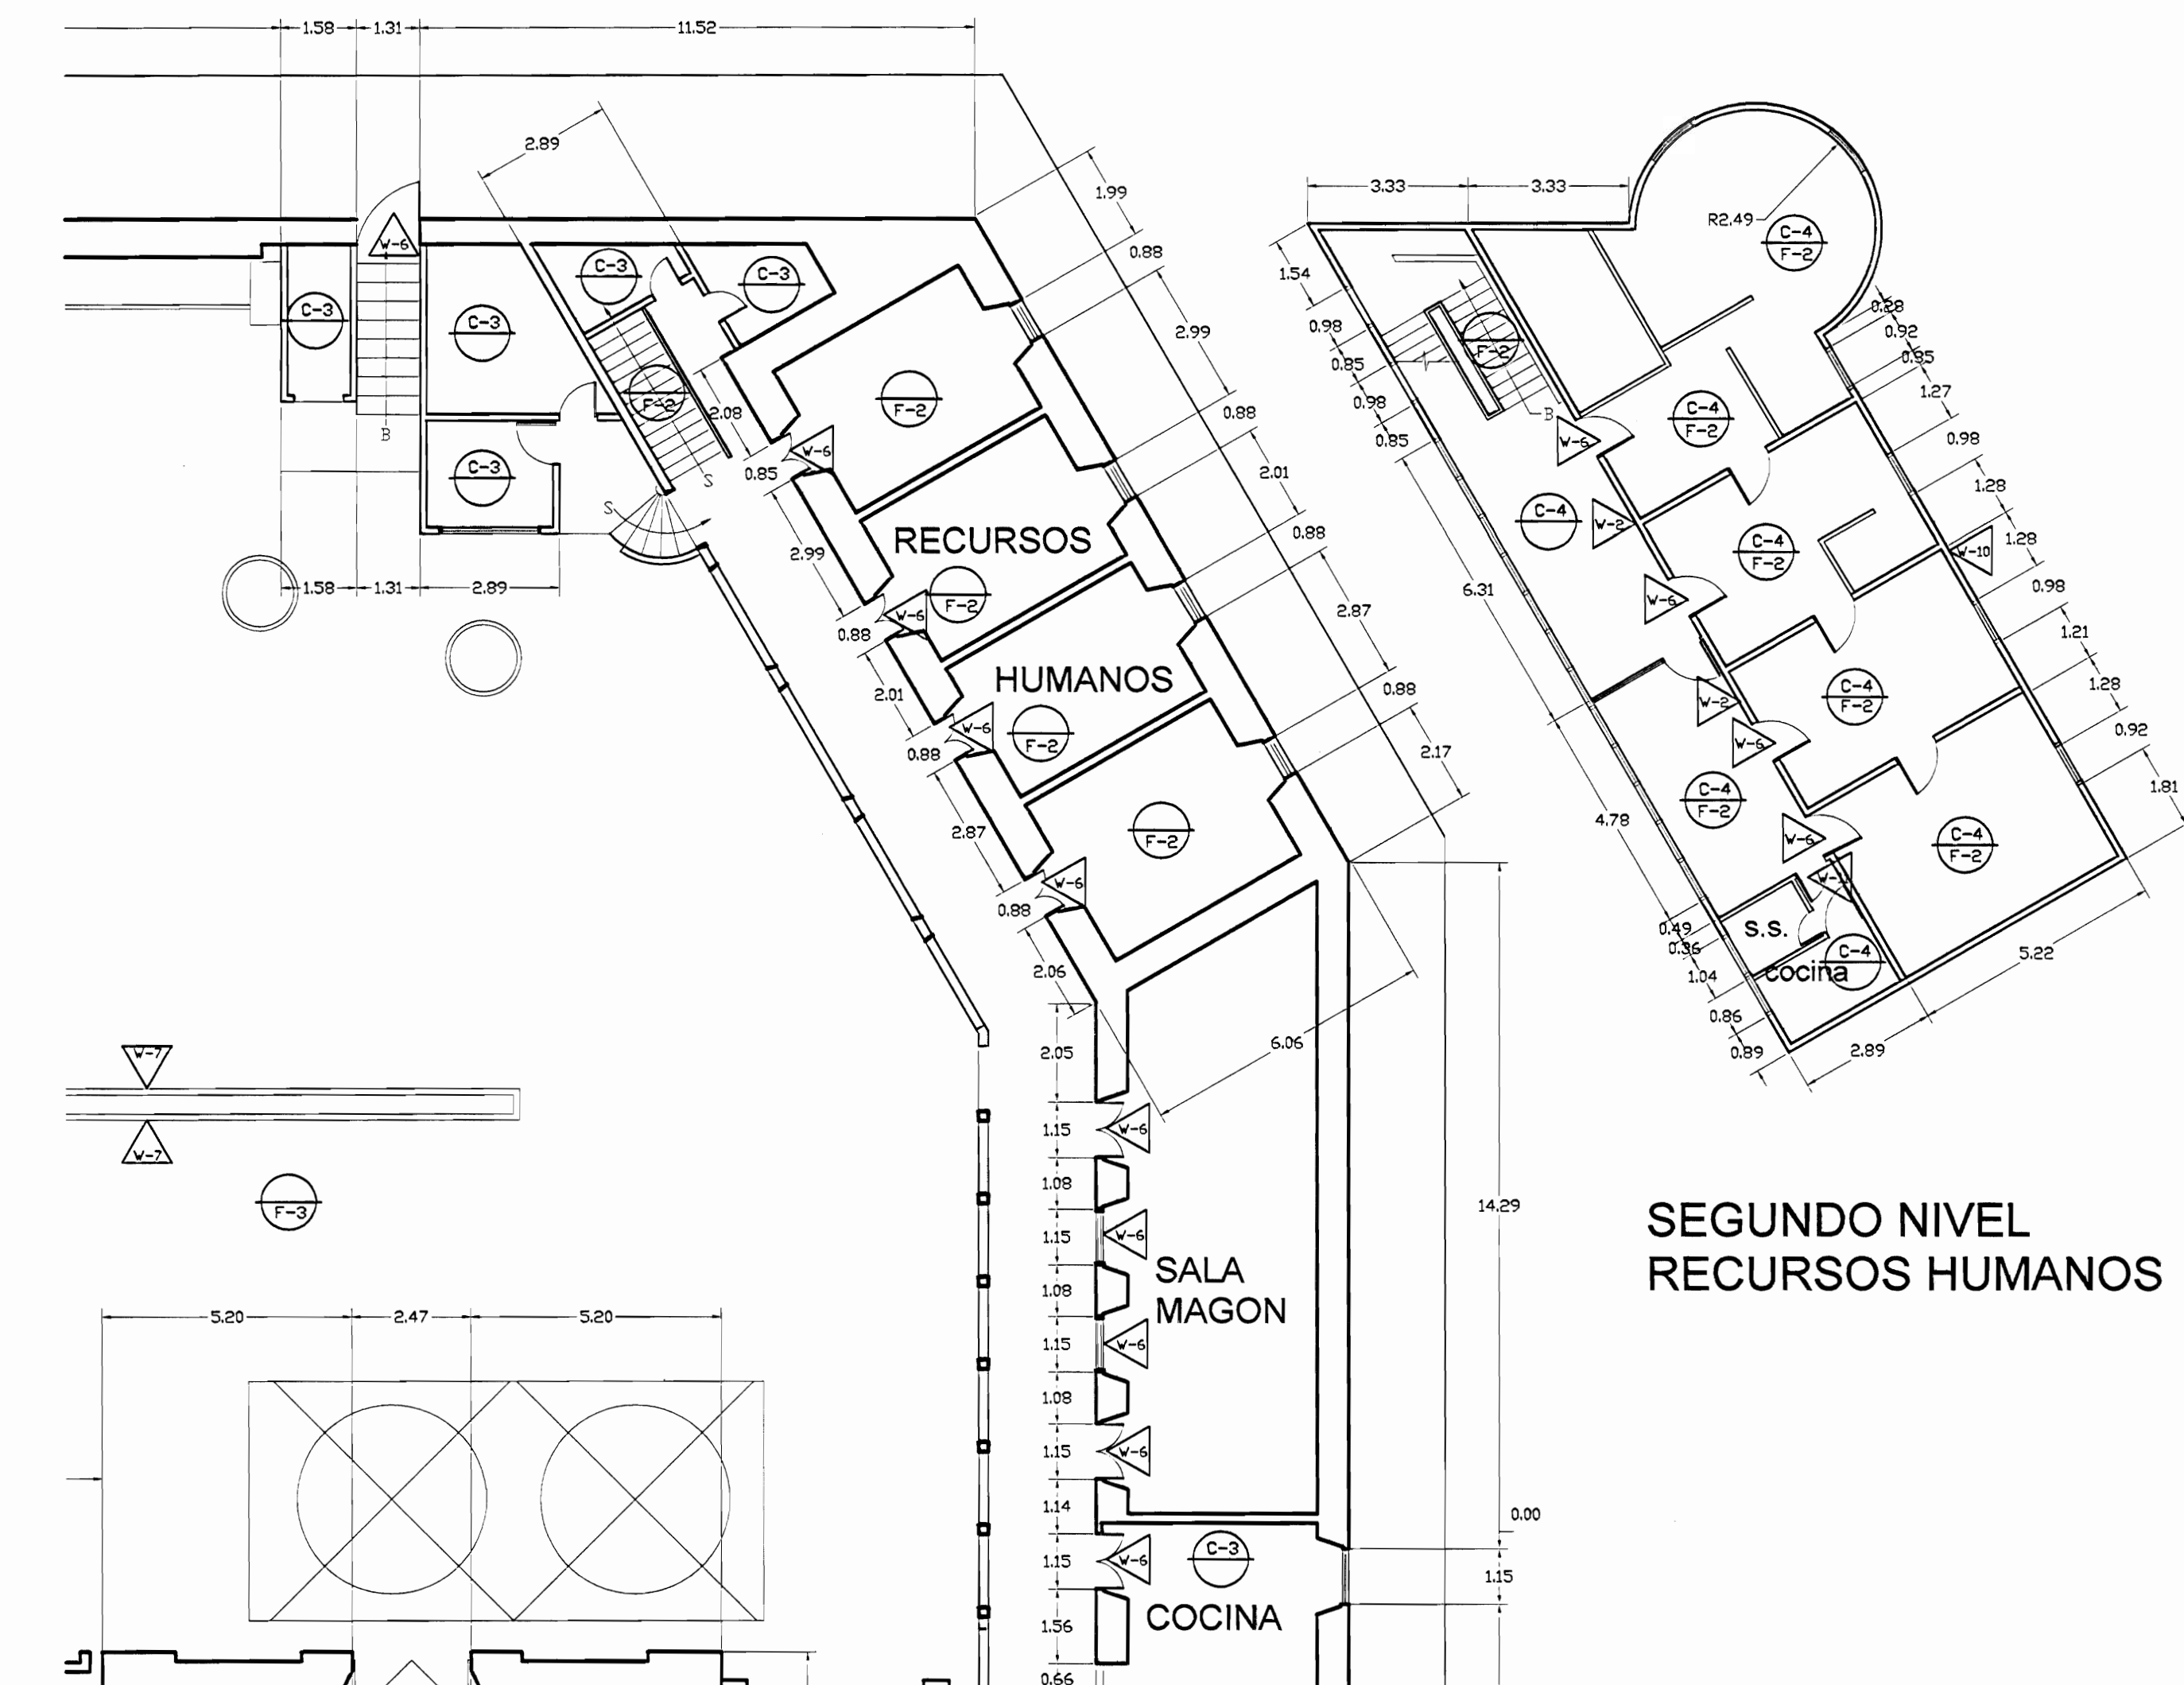 1.58
1.31
11.52
2.89
W-6
C-3
C-3
C-3
C-3
C-3
B
F-2
S
S
1.58
1.31
2.89
2.08
0.85
W-6
2.99
0.88
W-6
2.01
0.88
W-6
2.87
0.88
W-6
2.06
1.99
0.88
2.99
0.88
2.01
0.88
2.87
0.88
2.17
F-2
RECURSOS
F-2
HUMANOS
F-2
F-2
6.06
3.33
3.33
R2.49
C-4
F-2
1.54
0.98
0.85
0.98
0.85
F-2
B
0.28
0.92
0.85
1.27
0.98
1.28
1.28
0.98
1.21
1.28
0.92
1.81
C-4
F-2
W-6
C-4
W-2
C-4
F-2
W-10
W-6
6.31
C-4
F-2
W-2
W-6
C-4
F-2
4.78
W-6
C-4
F-2
S.S.
C-4
cocina
0.49
0.36
1.04
0.86
0.89
2.89
5.22
W-7
W-7
F-3
2.05
1.15
W-6
1.08
1.15
W-6
1.08
1.15
W-6
1.08
1.15
W-6
1.14
1.15
W-6
1.56
0.66
SALA
MAGON
14.29
0.00
1.15
C-3
COCINA
SEGUNDO NIVEL
RECURSOS HUMANOS
5.20
2.47
5.20